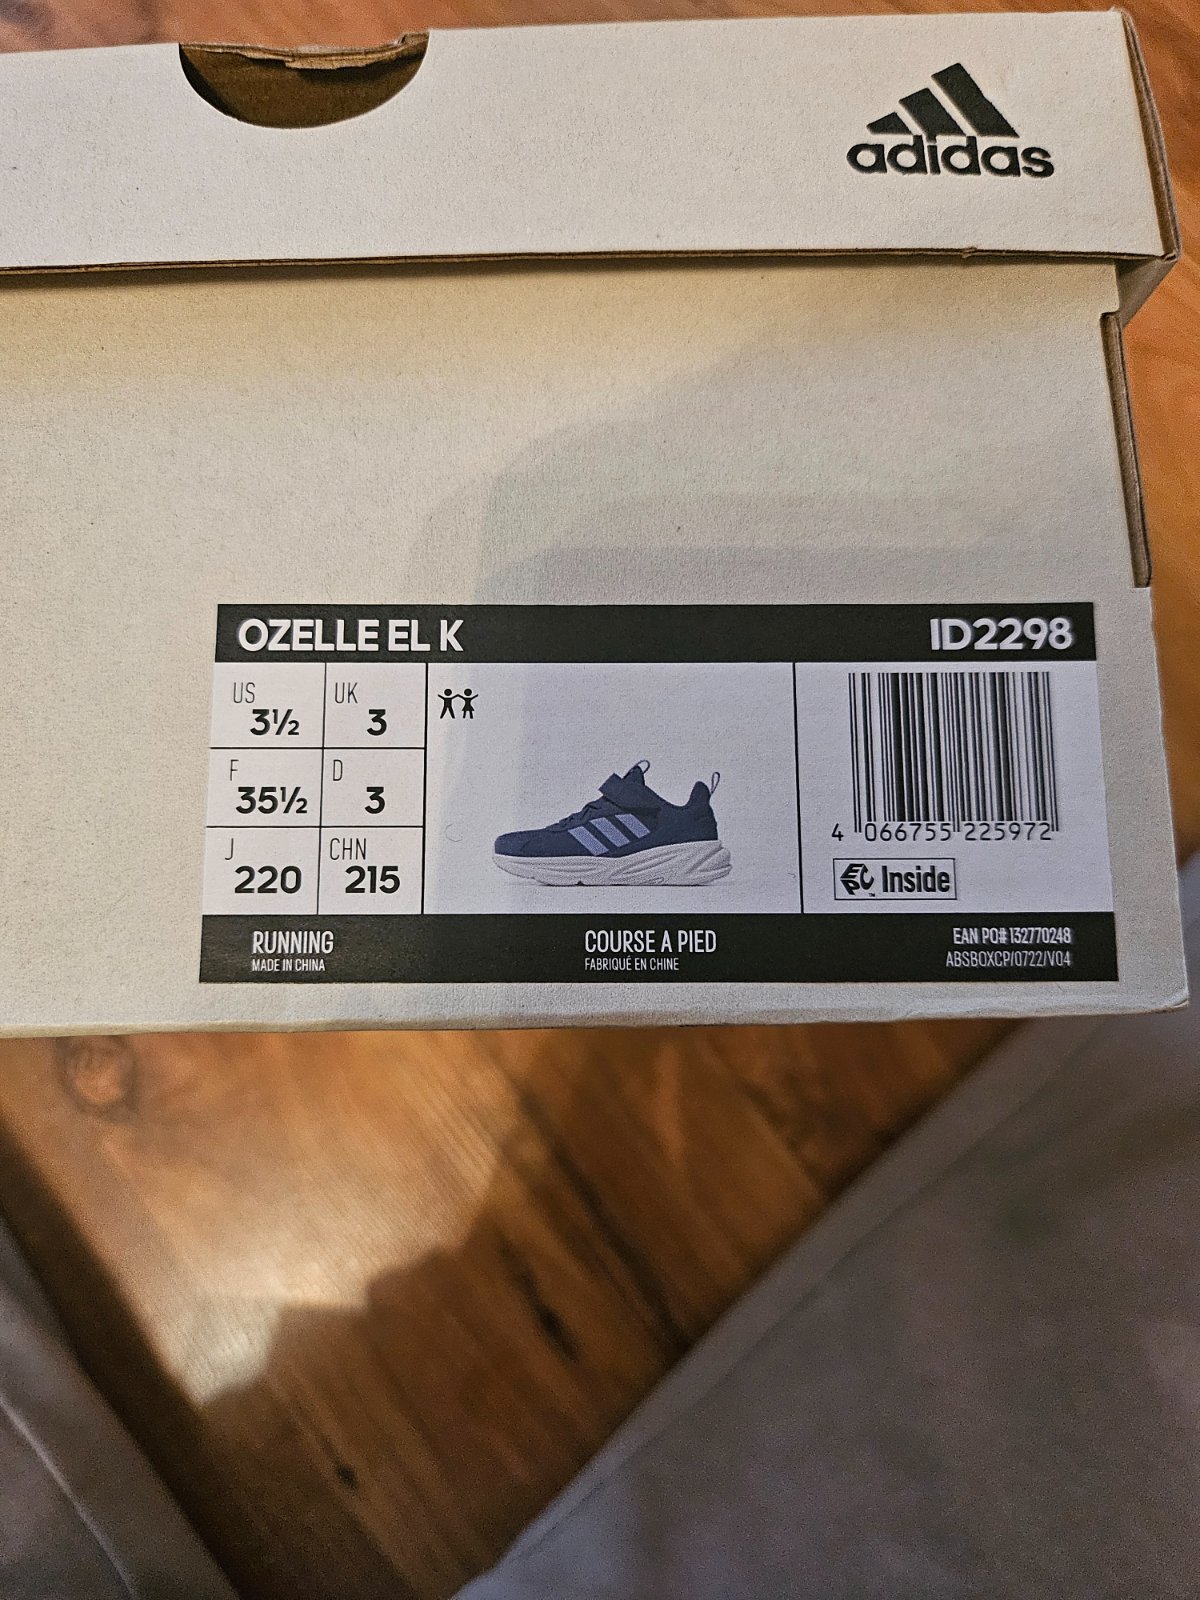 adidas
OZELLE EL K
ID2298
US
3½
UK
3
F
35½
D
3
J
220
CHN
215
4 066755 225972
EPC Inside
RUNNING
MADE IN CHINA
COURSE A PIED
FABRIQUÉ EN CHINE
EAN PO# 132770248
ABSBOXCP/0722/V04